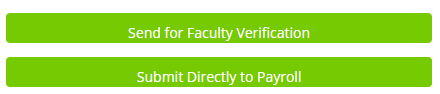 Send for Faculty Verification
Submit Directly to Payroll